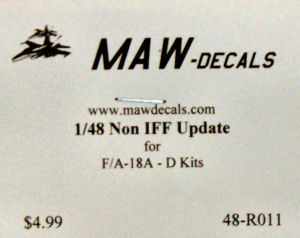 MAW-DECALS
www.mawdecals.com
1/48 Non IFF Update
for
F/A-18A - D Kits
$4.99 48-R011